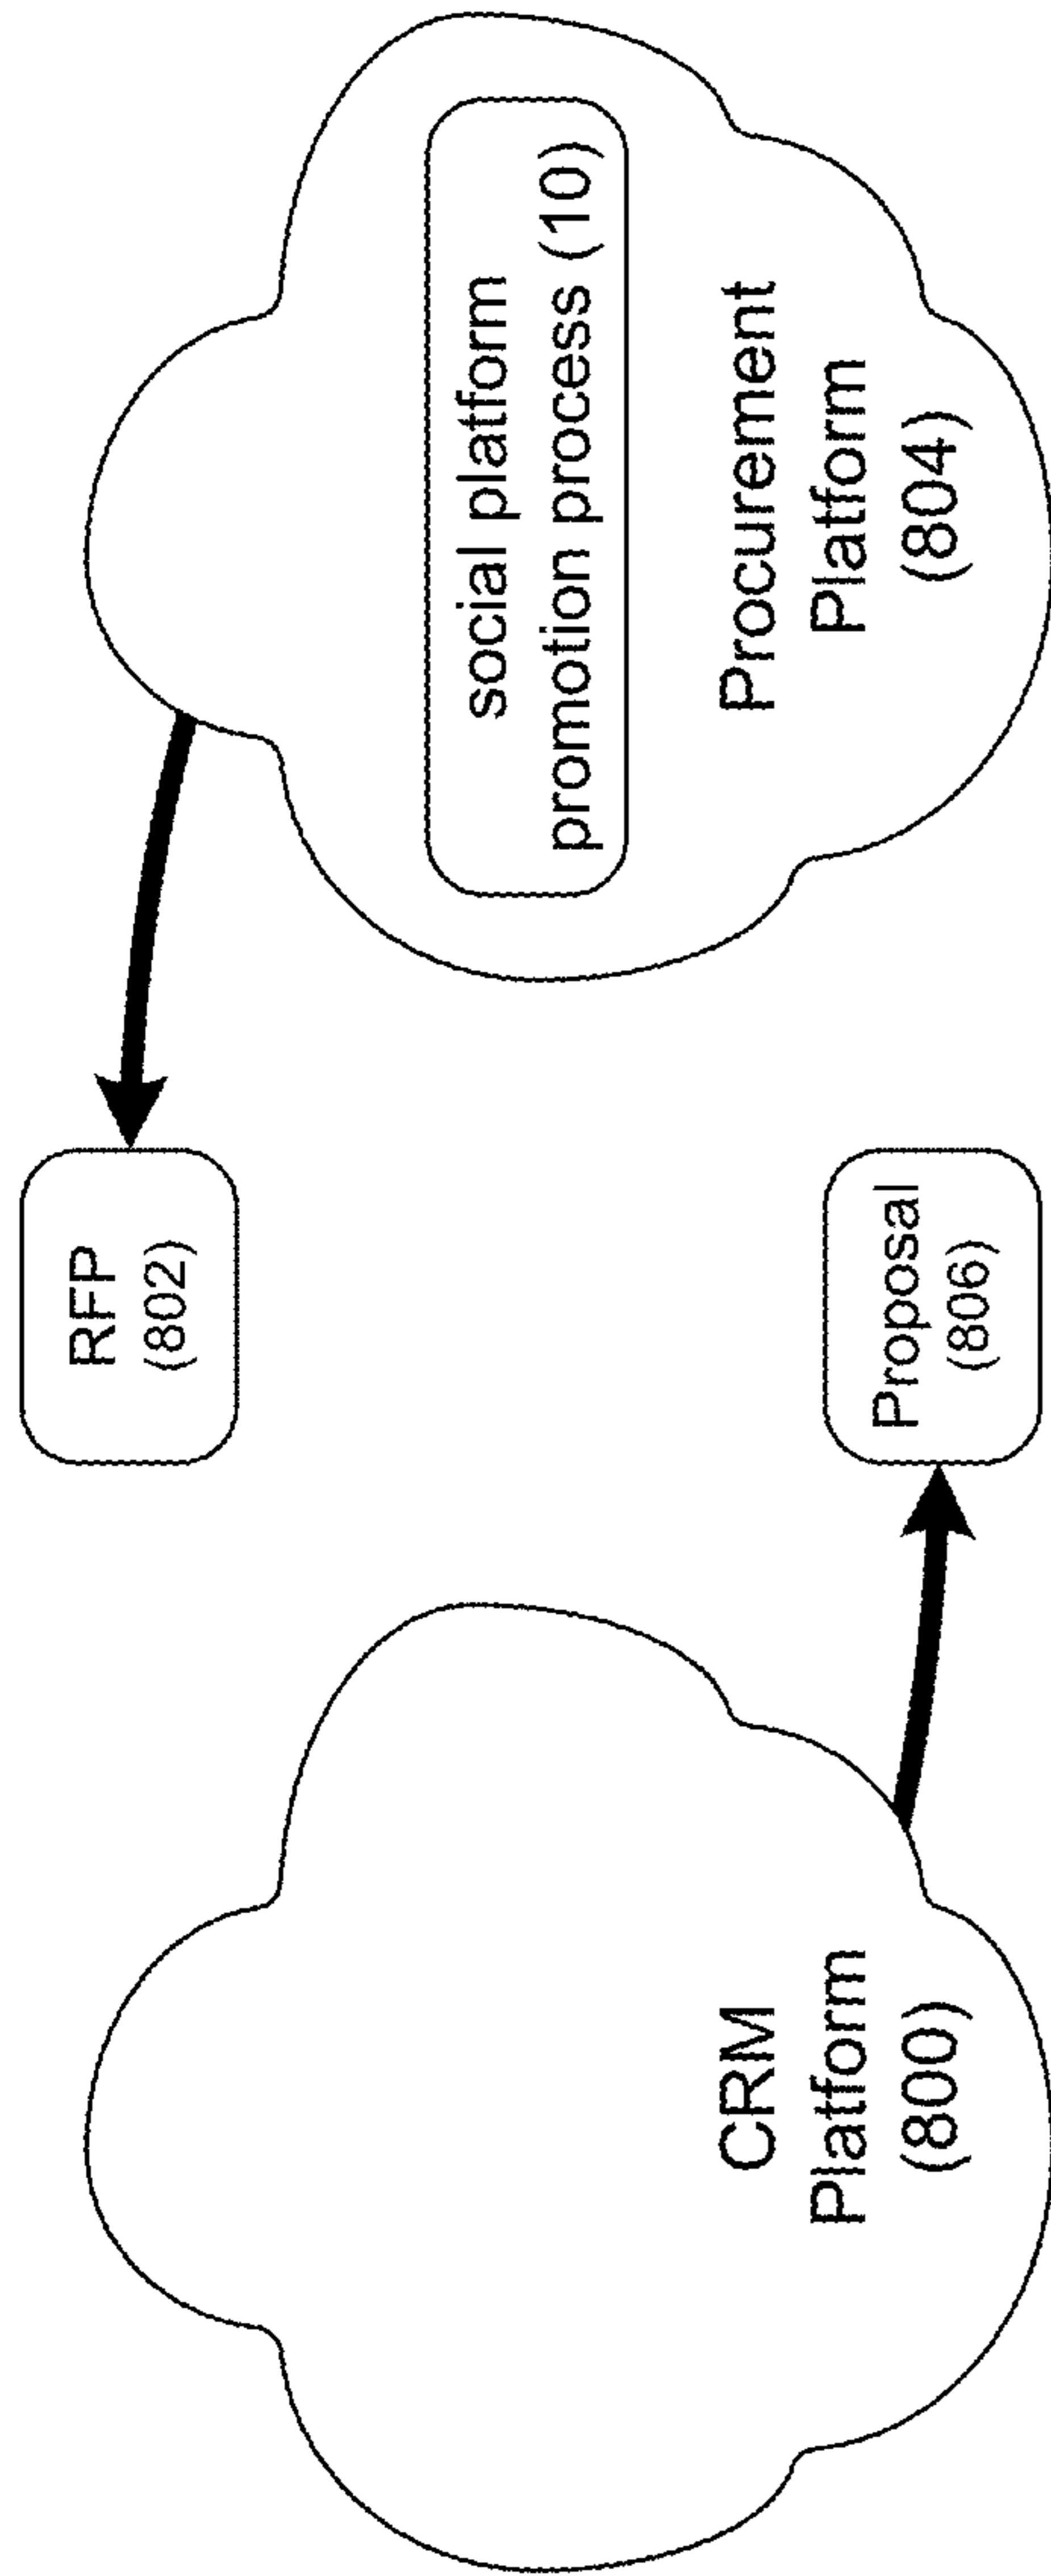 RFP
(802)
social platform
promotion process (10)
Procurement
Platform
(804)
CRM
Platform
(800)
Proposal
(806)